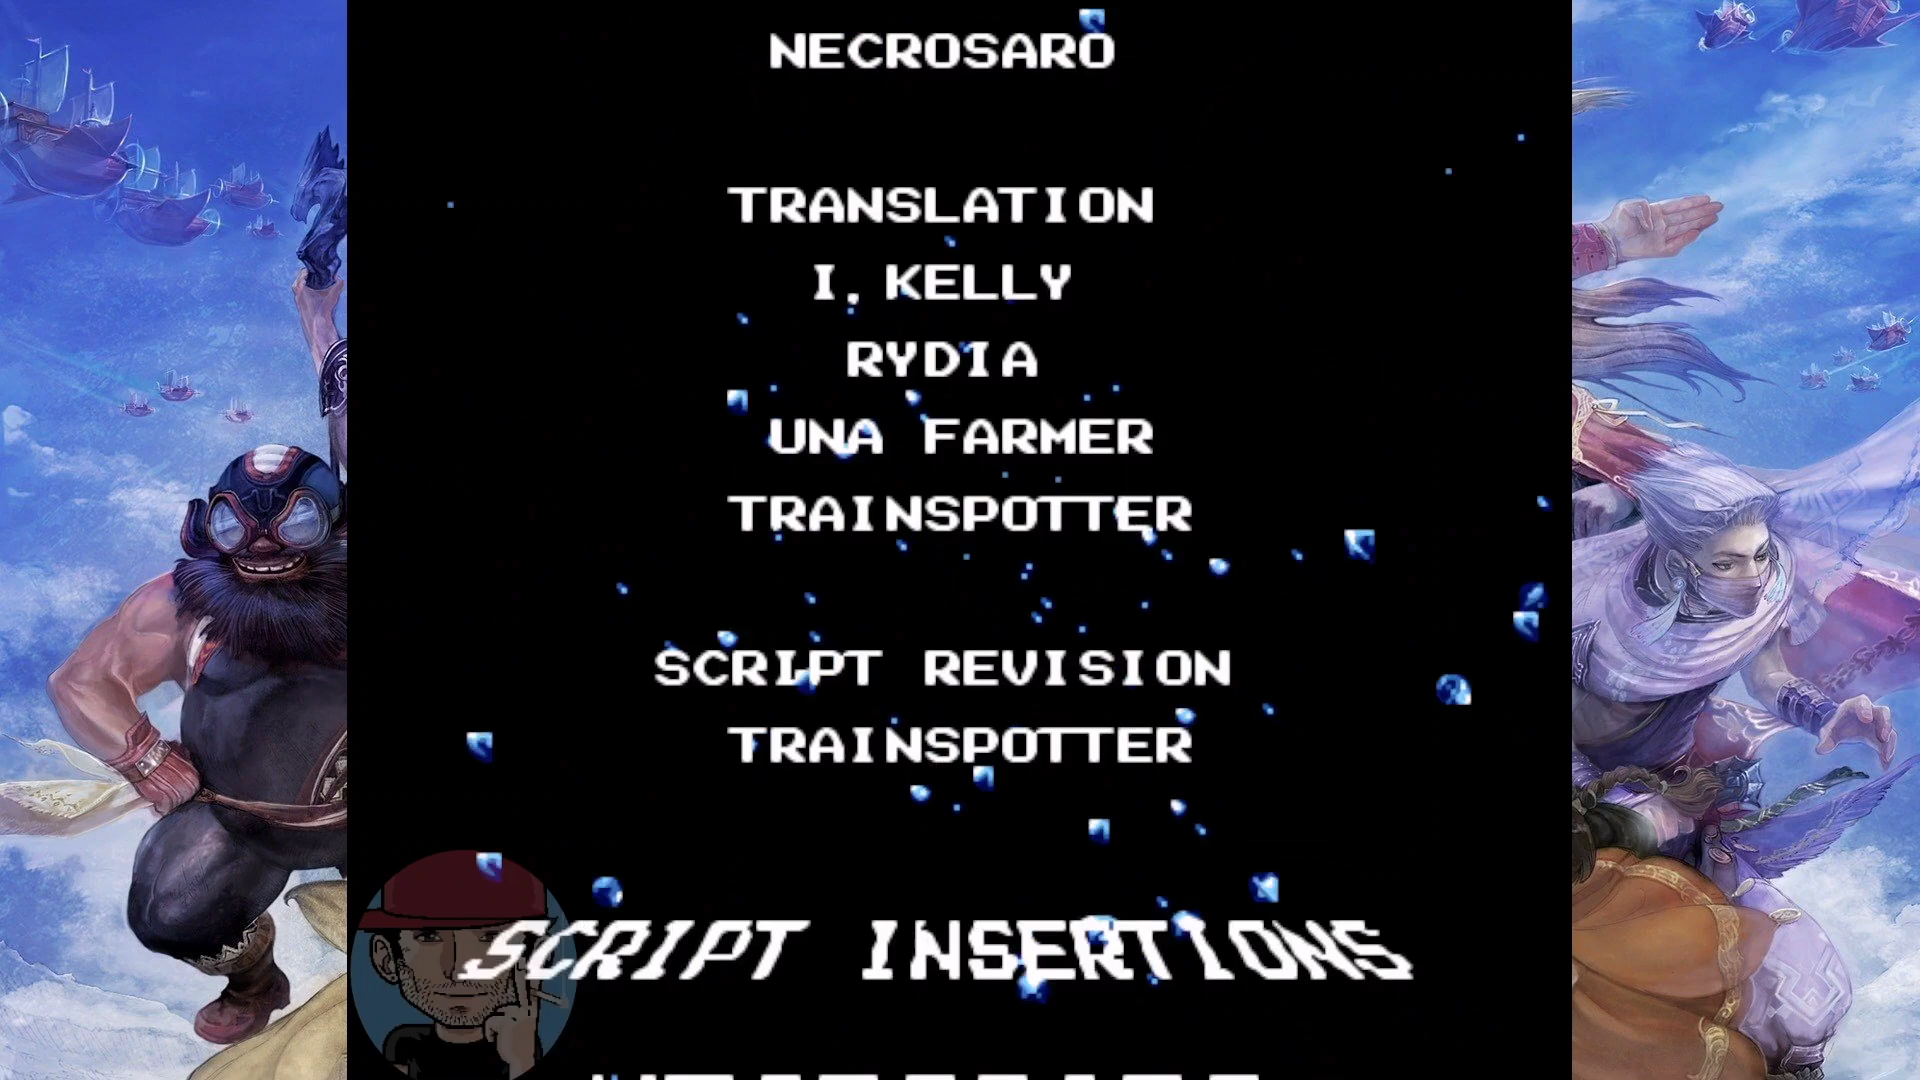 NECROSARO
TRANSLATION
I. KELLY
RYDIA
UNA FARMER
TRAINSPOTTER
SCRIPT REVISION
TRAINSPOTTER
SCRIPT INSERTIONS